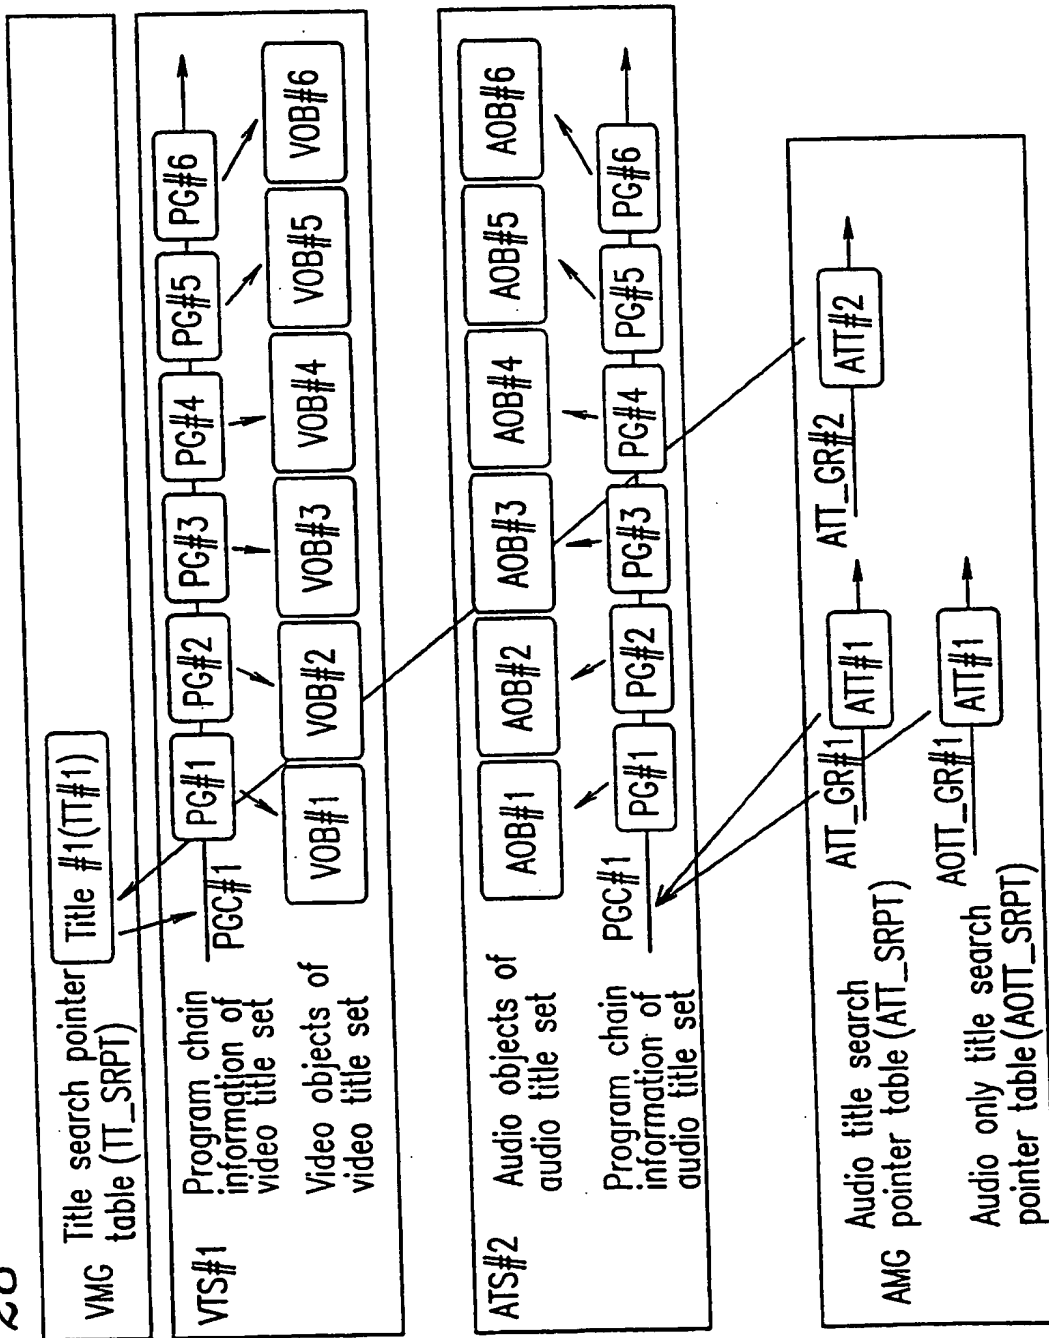 VMG
Title search pointer
table (TT_SRPT)
Title #1(TT#1)
VTS#1
Program chain
information of
video title set
PGC#1
PG#1
PG#2
PG#3
PG#4
PG#5
PG#6
Video objects of
video title set
VOB#1
VOB#2
VOB#3
VOB#4
VOB#5
VOB#6
ATS#2
Audio objects of
audio title set
AOB#1
AOB#2
AOB#3
AOB#4
AOB#5
AOB#6
Program chain
information of
audio title set
PGC#1
PG#1
PG#2
PG#3
PG#4
PG#5
PG#6
AMG
Audio title search
pointer table (ATT_SRPT)
ATT_GR#1
ATT#1
ATT_GR#2
ATT#2
Audio only title search
pointer table (AOTT_SRPT)
AOTT_GR#1
ATT#1